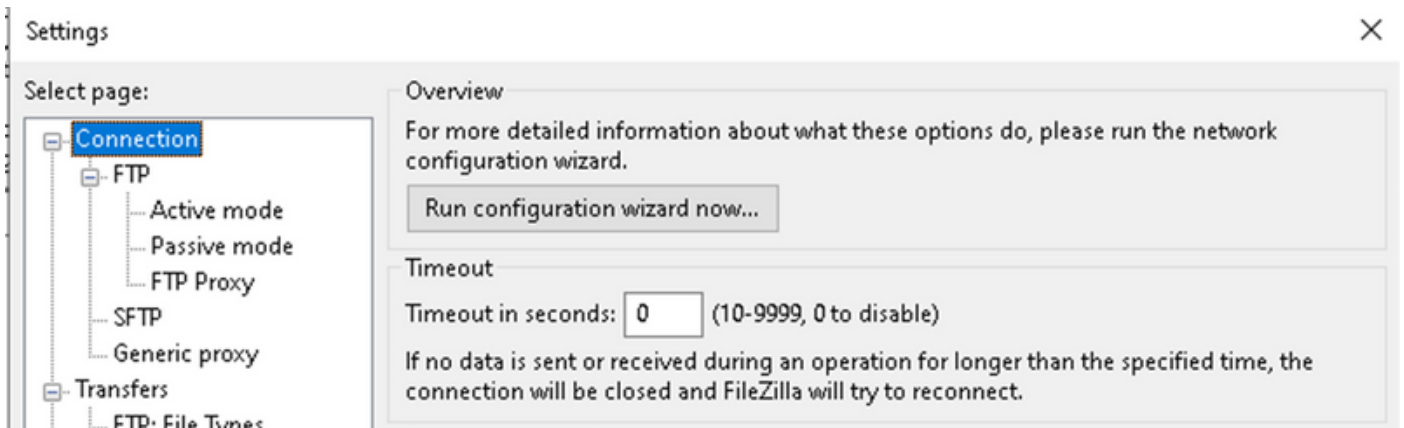 Settings
Select page:
Connection
FTP
Active mode
Passive mode
FTP Proxy
SFTP
Generic proxy
Transfers
FTP: File Types
Overview
For more detailed information about what these options do, please run the network
configuration wizard.
Run configuration wizard now...
Timeout
Timeout in seconds: 0 (10-9999, 0 to disable)
If no data is sent or received during an operation for longer than the specified time, the
connection will be closed and FileZilla will try to reconnect.